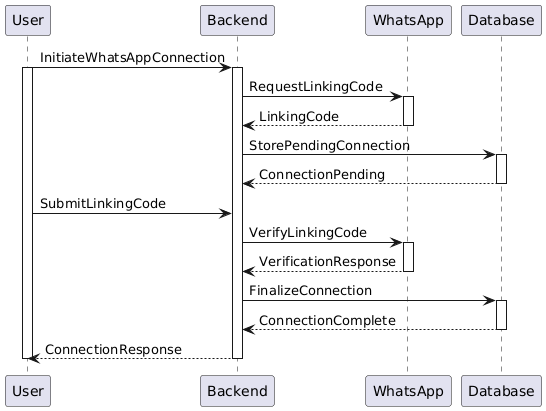 User Backend WhatsApp Database
InitiateWhatsAppConnection
RequestLinkingCode
LinkingCode
StorePendingConnection
ConnectionPending
SubmitLinkingCode
VerifyLinkingCode
VerificationResponse
FinalizeConnection
ConnectionComplete
ConnectionResponse
User Backend WhatsApp Database